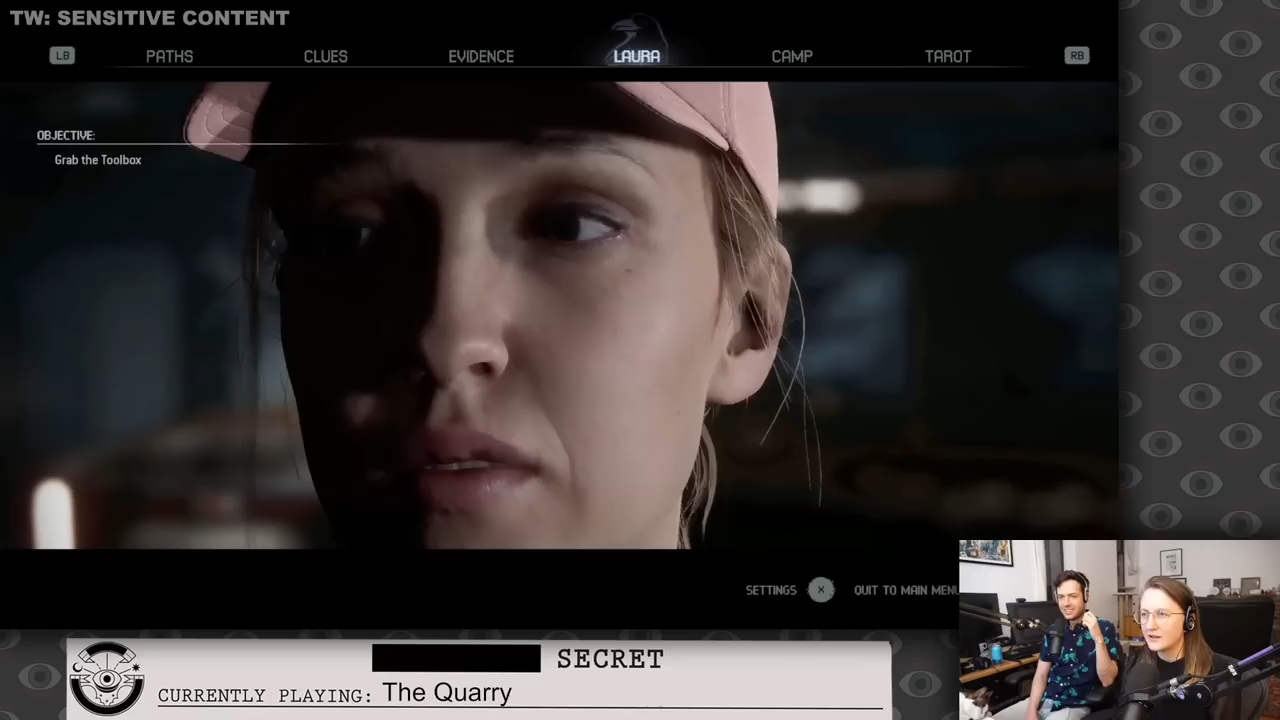 TW: SENSITIVE CONTENT
LB PATHS CLUES EVIDENCE LAURA CAMP TAROT RB
OBJECTIVE:
Grab the Toolbox
SETTINGS X QUIT TO MAIN MENU
SECRET
CURRENTLY PLAYING: The Quarry